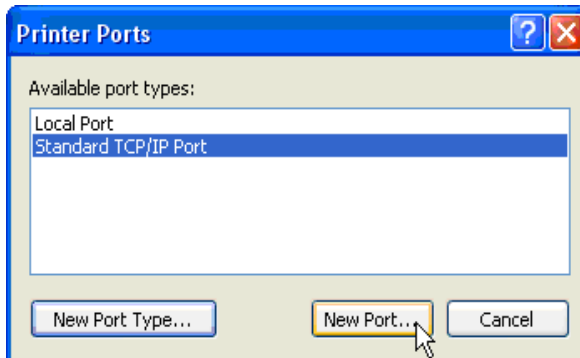 Printer Ports
Available port types:
Local Port
Standard TCP/IP Port
New Port Type... New Port... Cancel